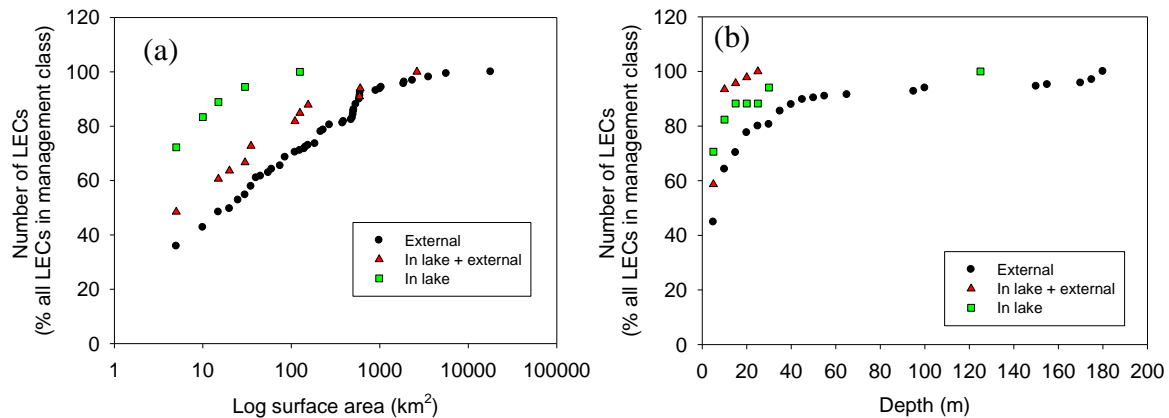 (a)
Number of LECs
(% all LECs in management class)
120
100
80
60
40
20
0
External
In lake + external
In lake
1 10 100 1000 10000 100000
Log surface area (km²)
(b)
Number of LECs
(% all LECs in management class)
120
100
80
60
40
20
0
External
In lake + external
In lake
0 20 40 60 80 100 120 140 160 180 200
Depth (m)